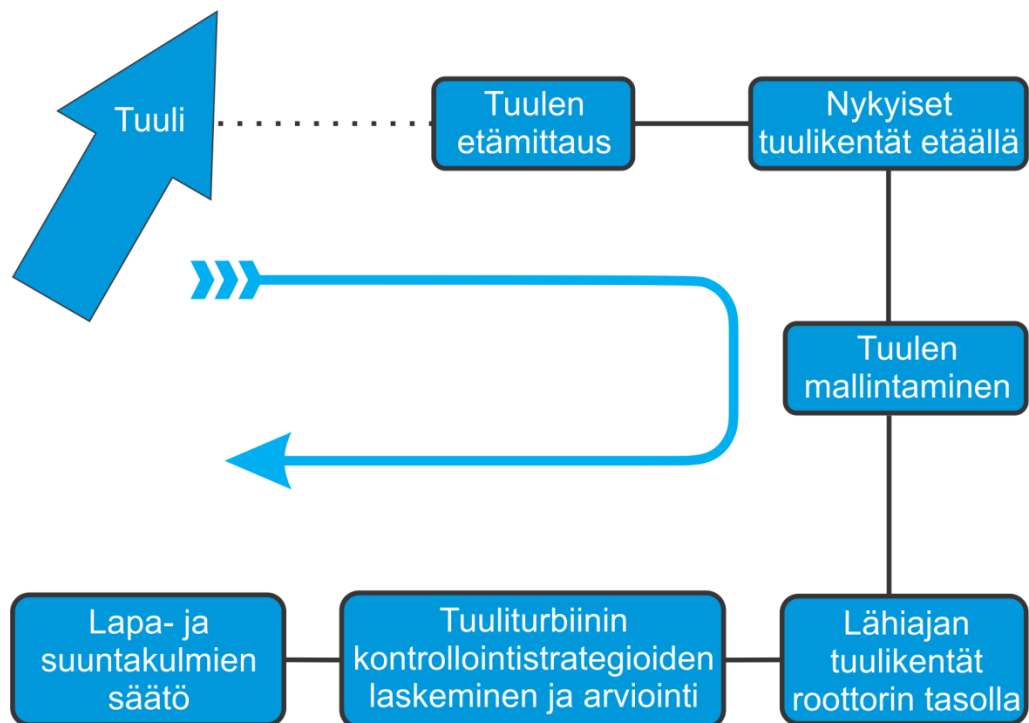 Tuuli
Tuulen
etämittaus
Nykyiset
tuulikentät etäällä
Tuulen
mallintaminen
Lähiajan
tuulikentät
roottorin tasolla
Tuuliturbiinin
kontrollointistrategioiden
laskeminen ja arviointi
Lapa- ja
suuntakulmien
säätö